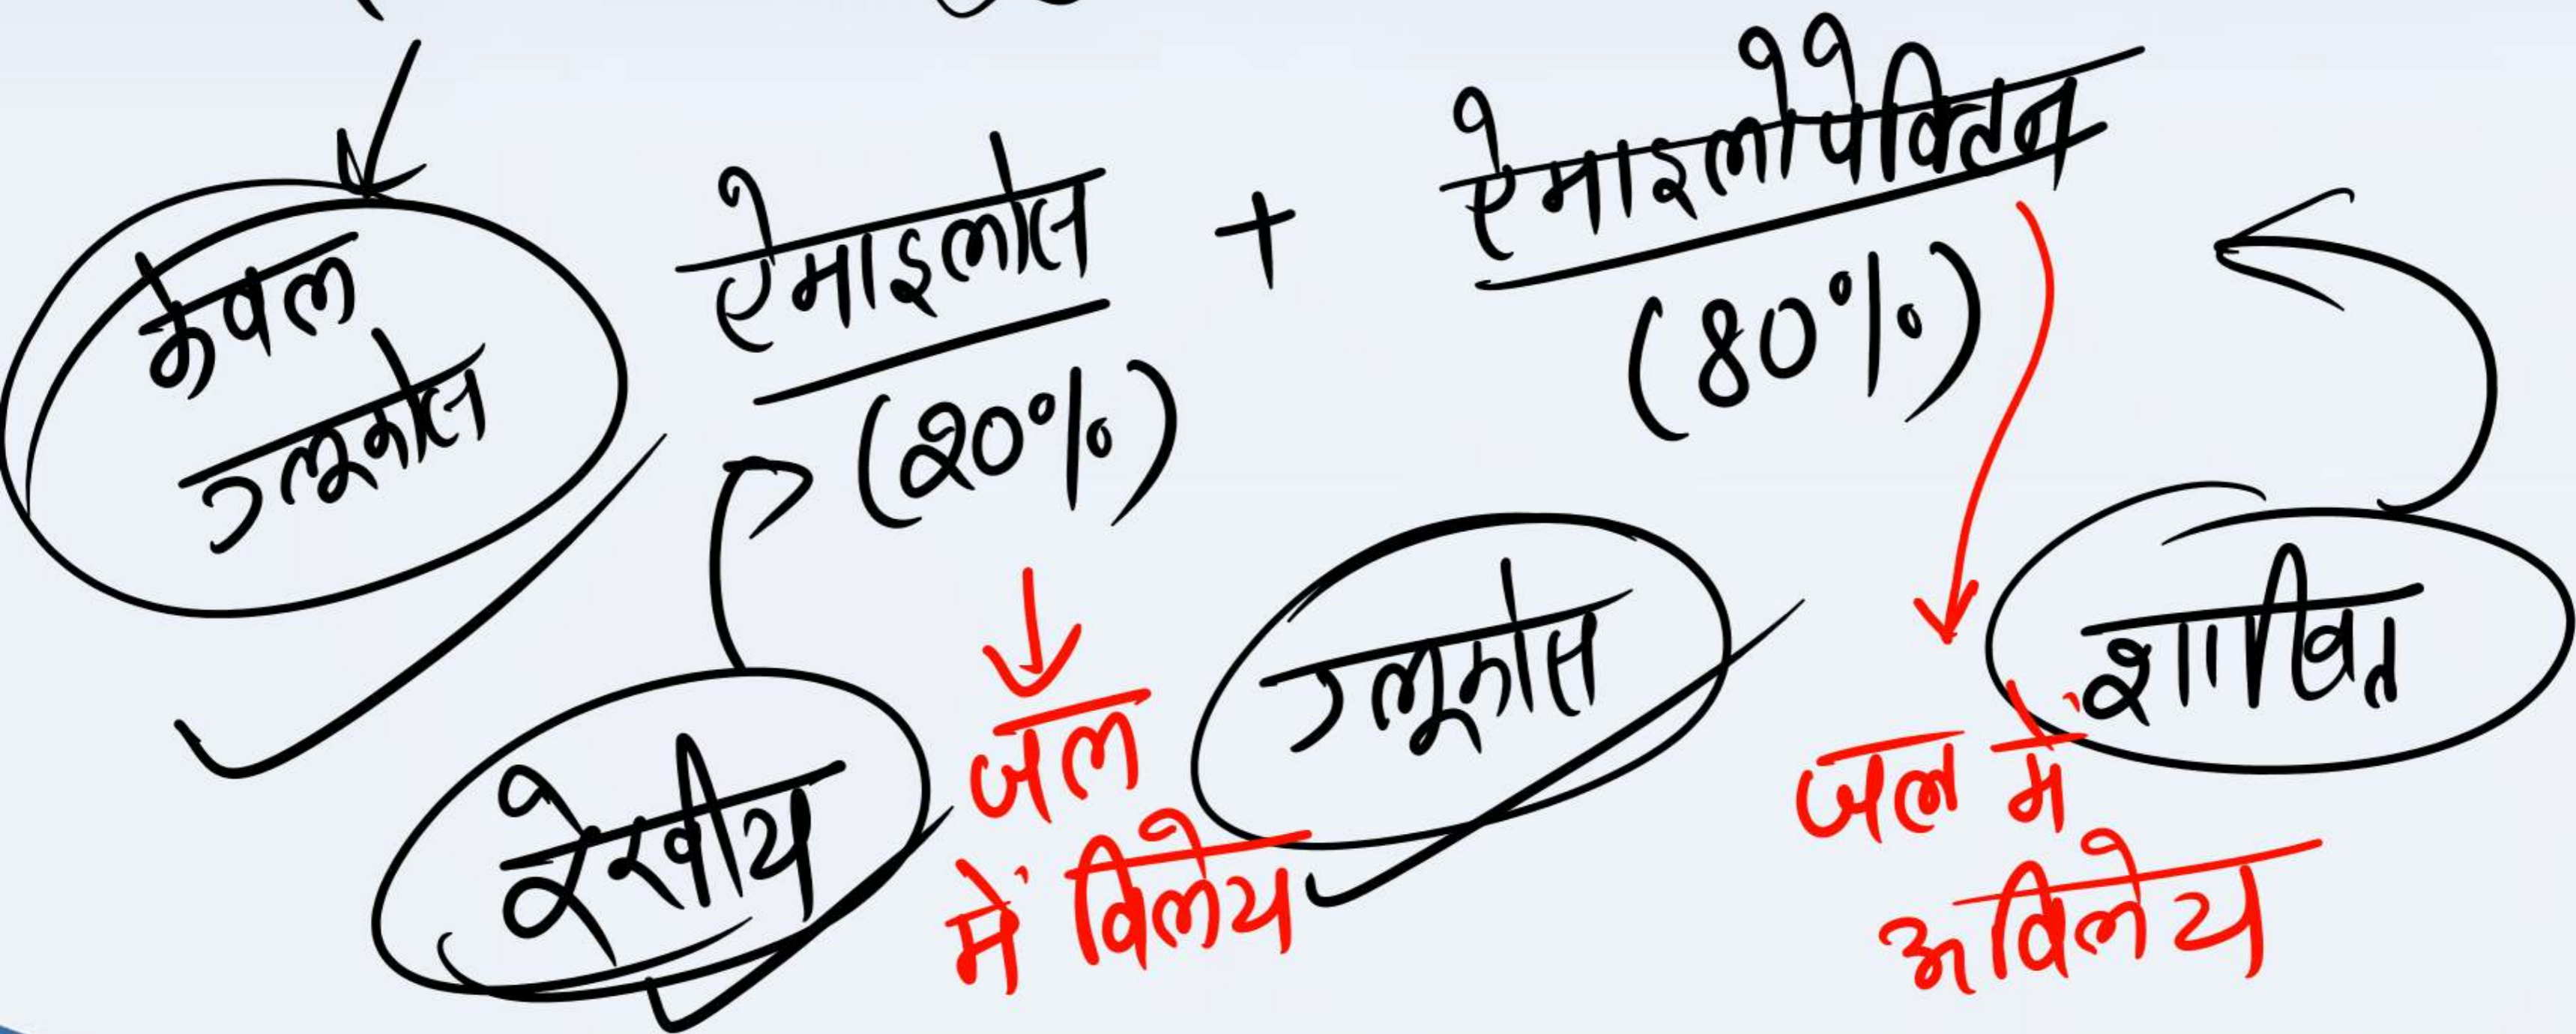 ऐमाइलोस + ऐमाइलोपेक्तिन
(20%) (80%)
केवल
ग्लूकोस
रेखीय
जल
में विलेय
ग्लूकोस
शाखित
जल में
अविलेय